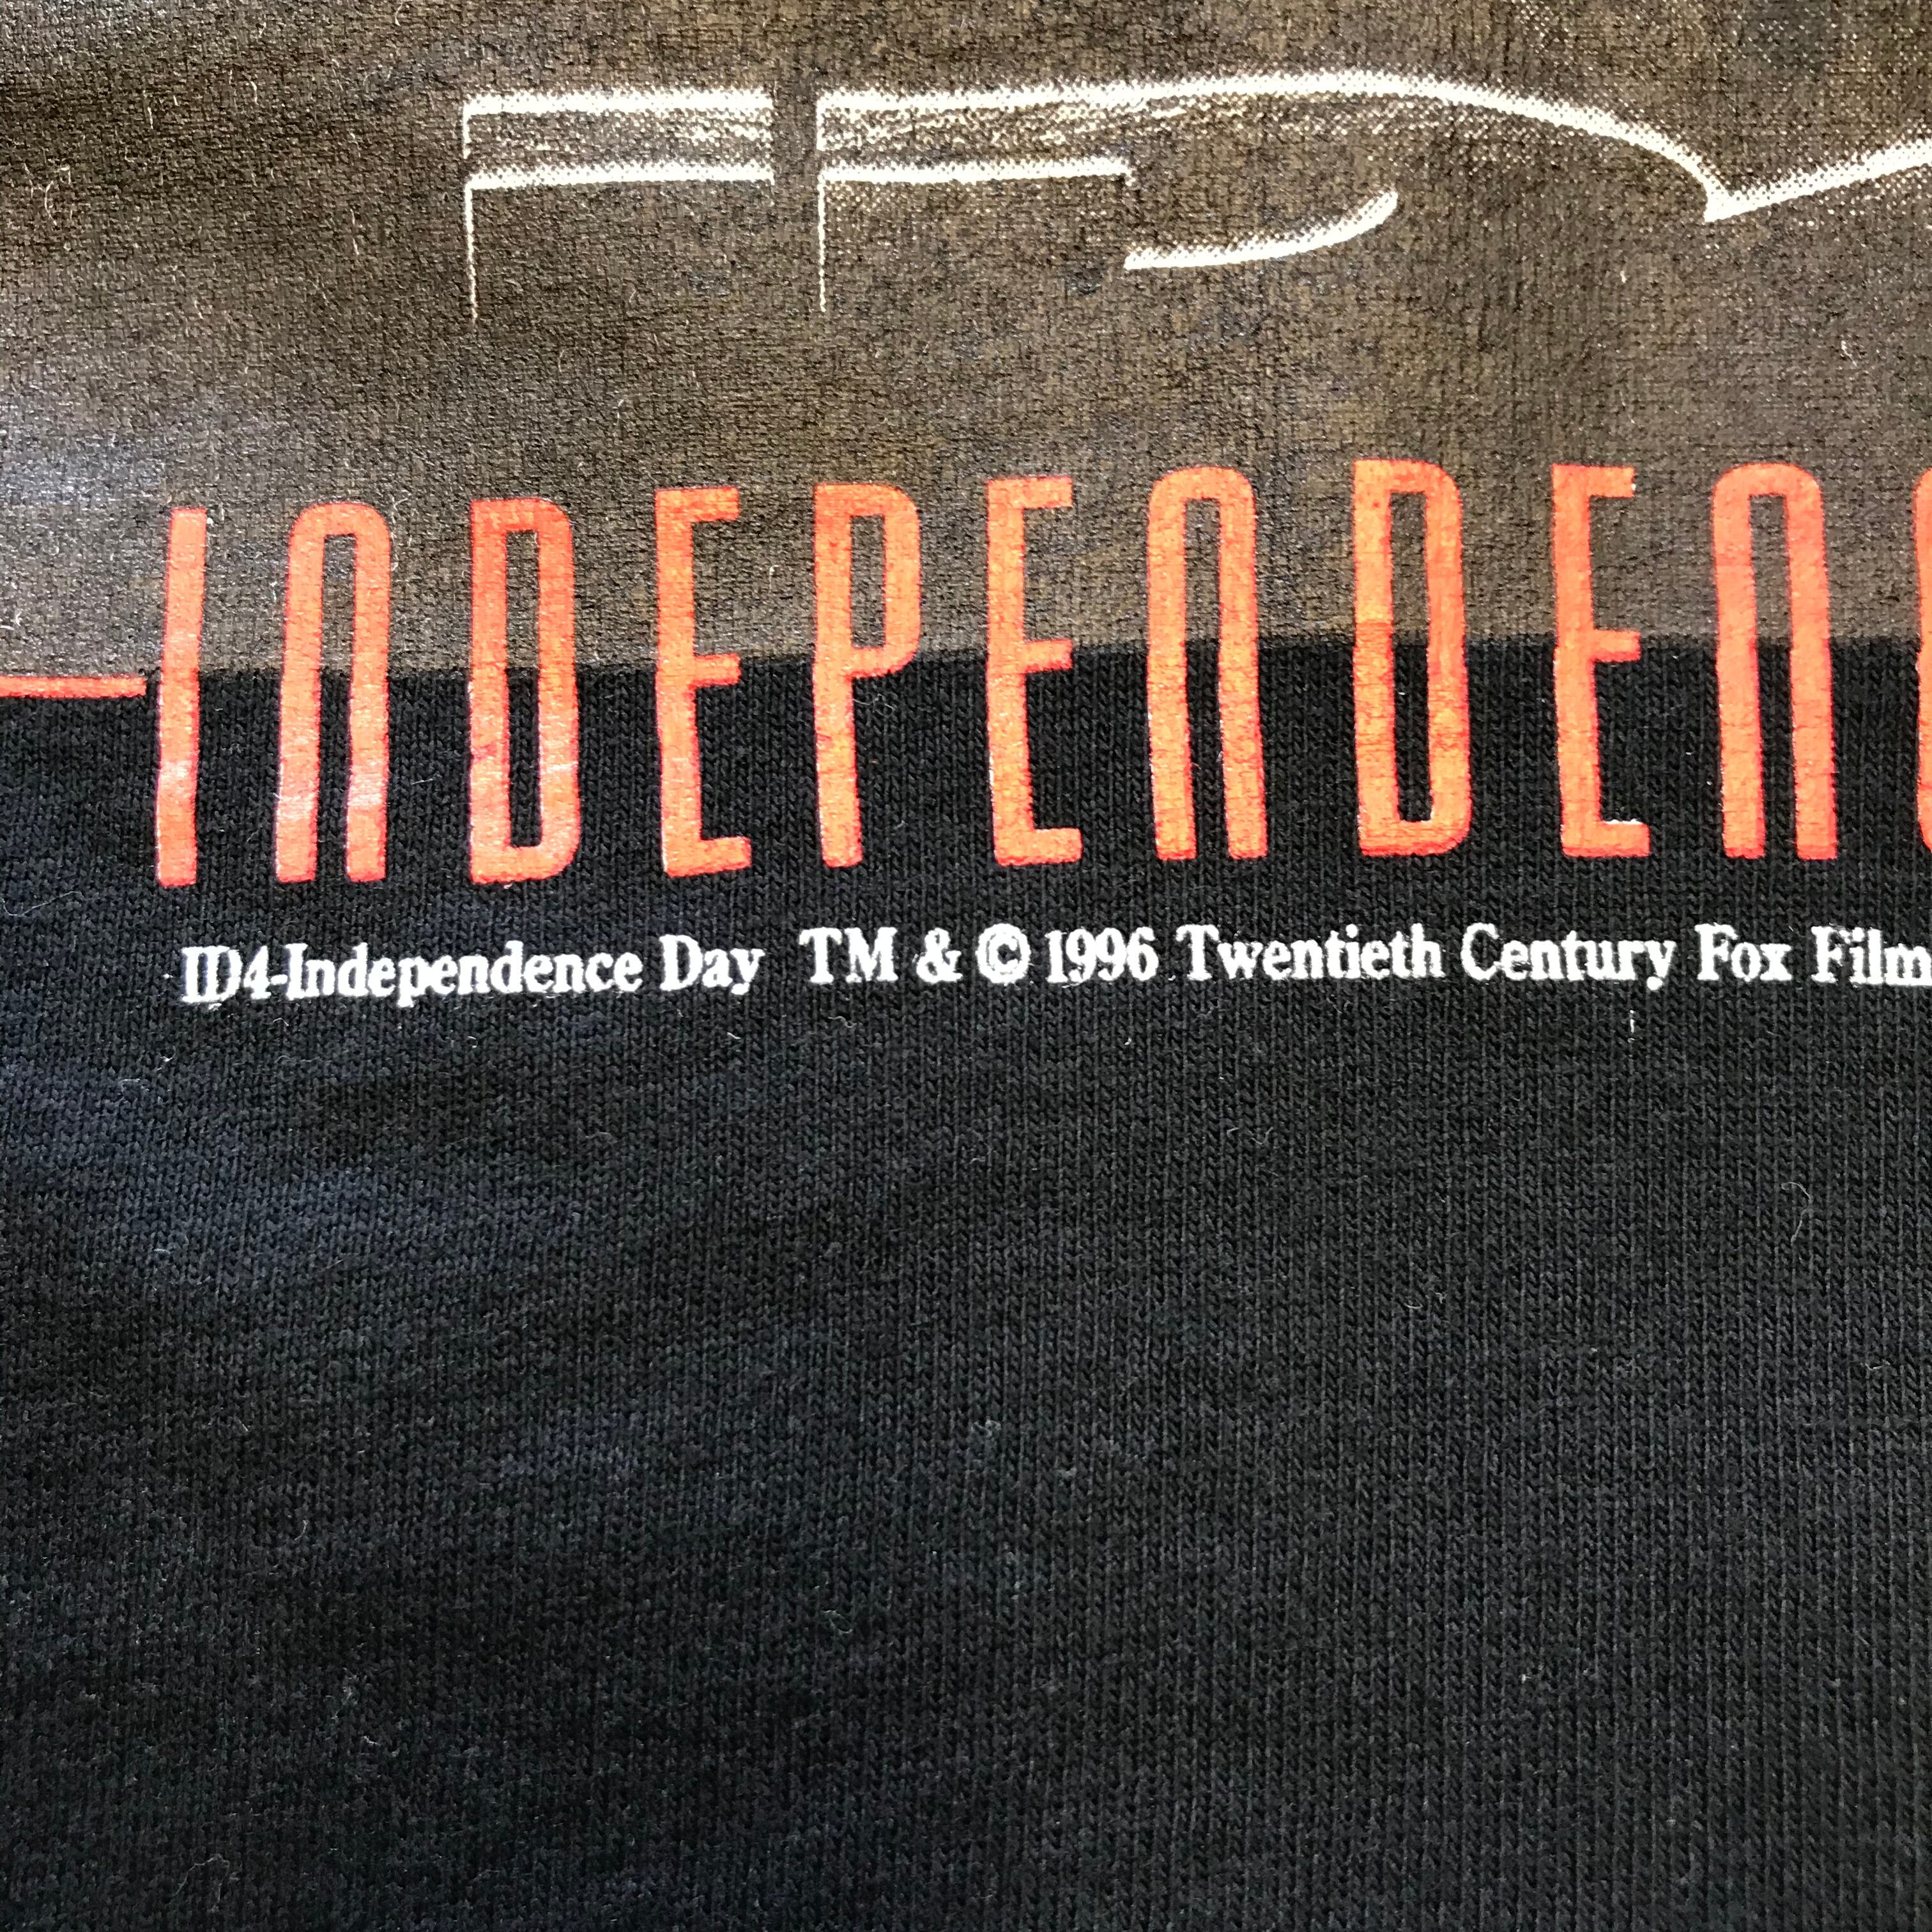 INDEPENDENC
ID4-Independence Day TM & © 1996 Twentieth Century Fox Film